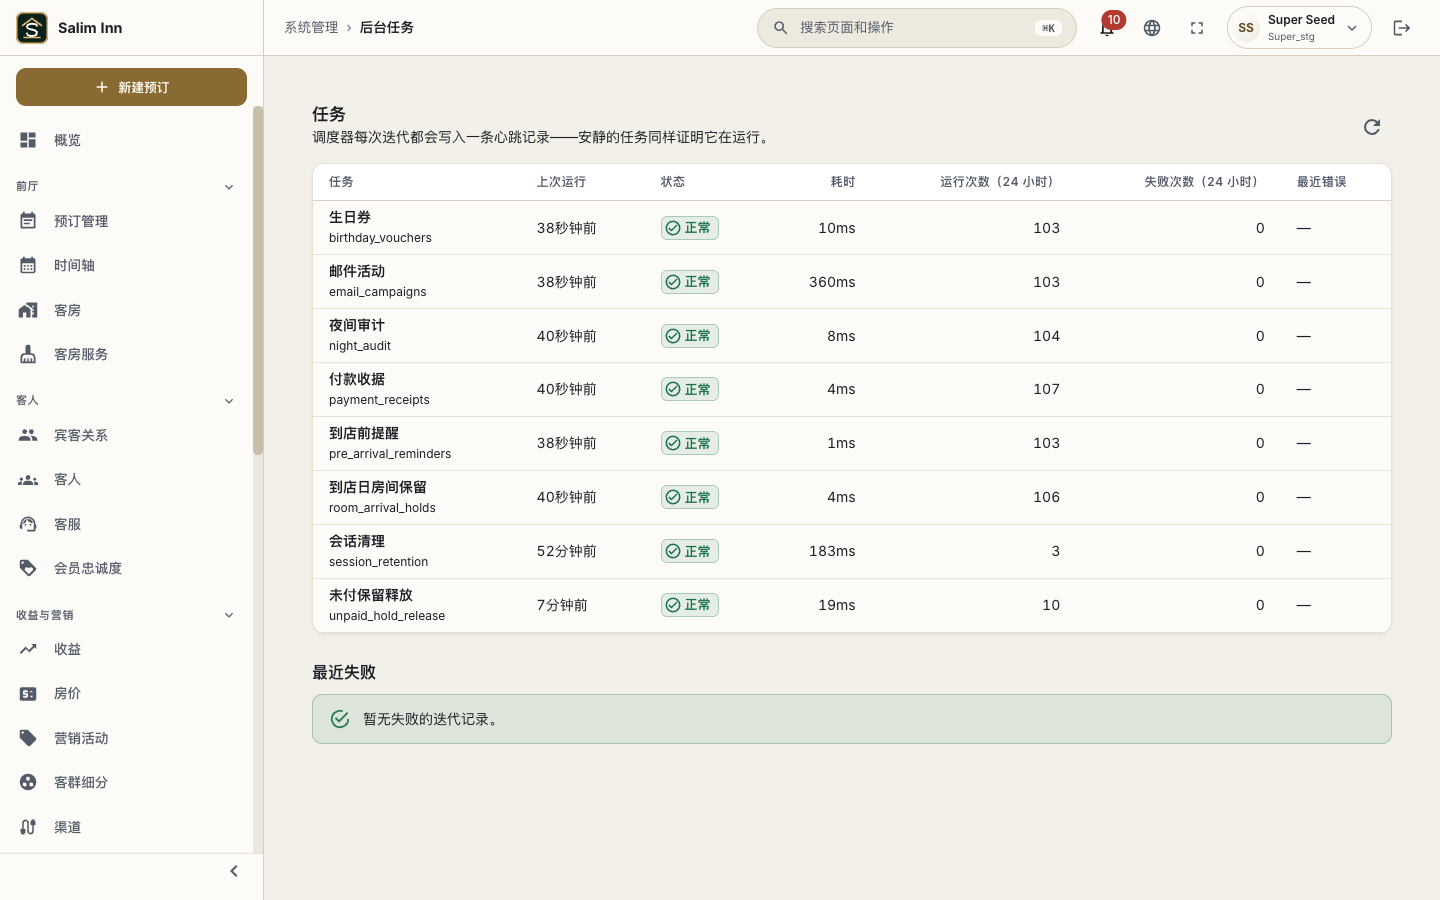 Salim Inn
系统管理 › 后台任务
搜索页面和操作 ⌘K
10
SS
Super Seed
Super_stg
新建预订
概览
前厅
预订管理
时间轴
客房
客房服务
客人
宾客关系
客人
客服
会员忠诚度
收益与营销
收益
房价
营销活动
客群细分
渠道
任务
调度器每次迭代都会写入一条心跳记录——安静的任务同样证明它在运行。
任务 上次运行 状态 耗时 运行次数（24 小时） 失败次数（24 小时） 最近错误
生日券
birthday_vouchers
38秒钟前 正常 10ms 103 0 —
邮件活动
email_campaigns
38秒钟前 正常 360ms 103 0 —
夜间审计
night_audit
40秒钟前 正常 8ms 104 0 —
付款收据
payment_receipts
40秒钟前 正常 4ms 107 0 —
到店前提醒
pre_arrival_reminders
38秒钟前 正常 1ms 103 0 —
到店日房间保留
room_arrival_holds
40秒钟前 正常 4ms 106 0 —
会话清理
session_retention
52分钟前 正常 183ms 3 0 —
未付保留释放
unpaid_hold_release
7分钟前 正常 19ms 10 0 —
最近失败
暂无失败的迭代记录。